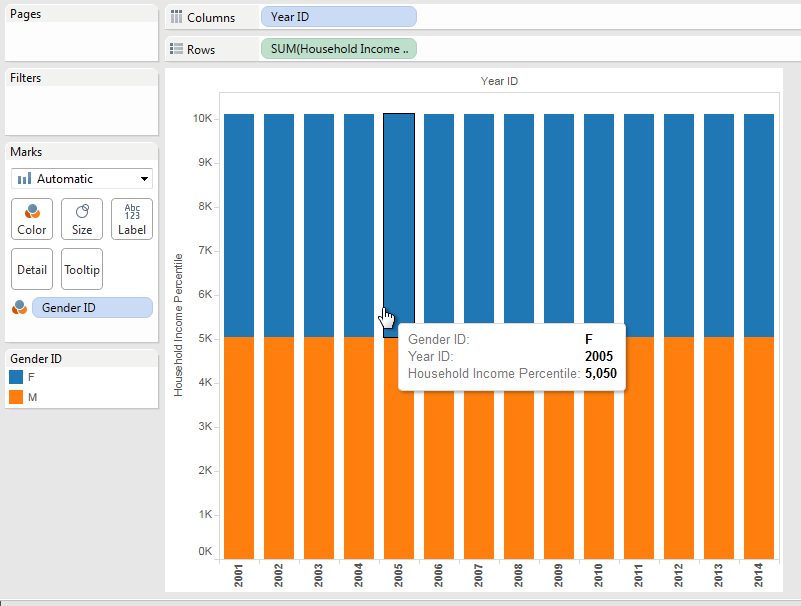 Pages
Columns
Year ID
Rows
SUM(Household Income ..
Filters
Marks
Automatic
Color
Size
Abc
123
Label
Detail
Tooltip
Gender ID
Gender ID
F
M
Year ID
Household Income Percentile
10K
9K
8K
7K
6K
5K
4K
3K
2K
1K
0K
Gender ID: F
Year ID: 2005
Household Income Percentile: 5,050
2001 2002 2003 2004 2005 2006 2007 2008 2009 2010 2011 2012 2013 2014